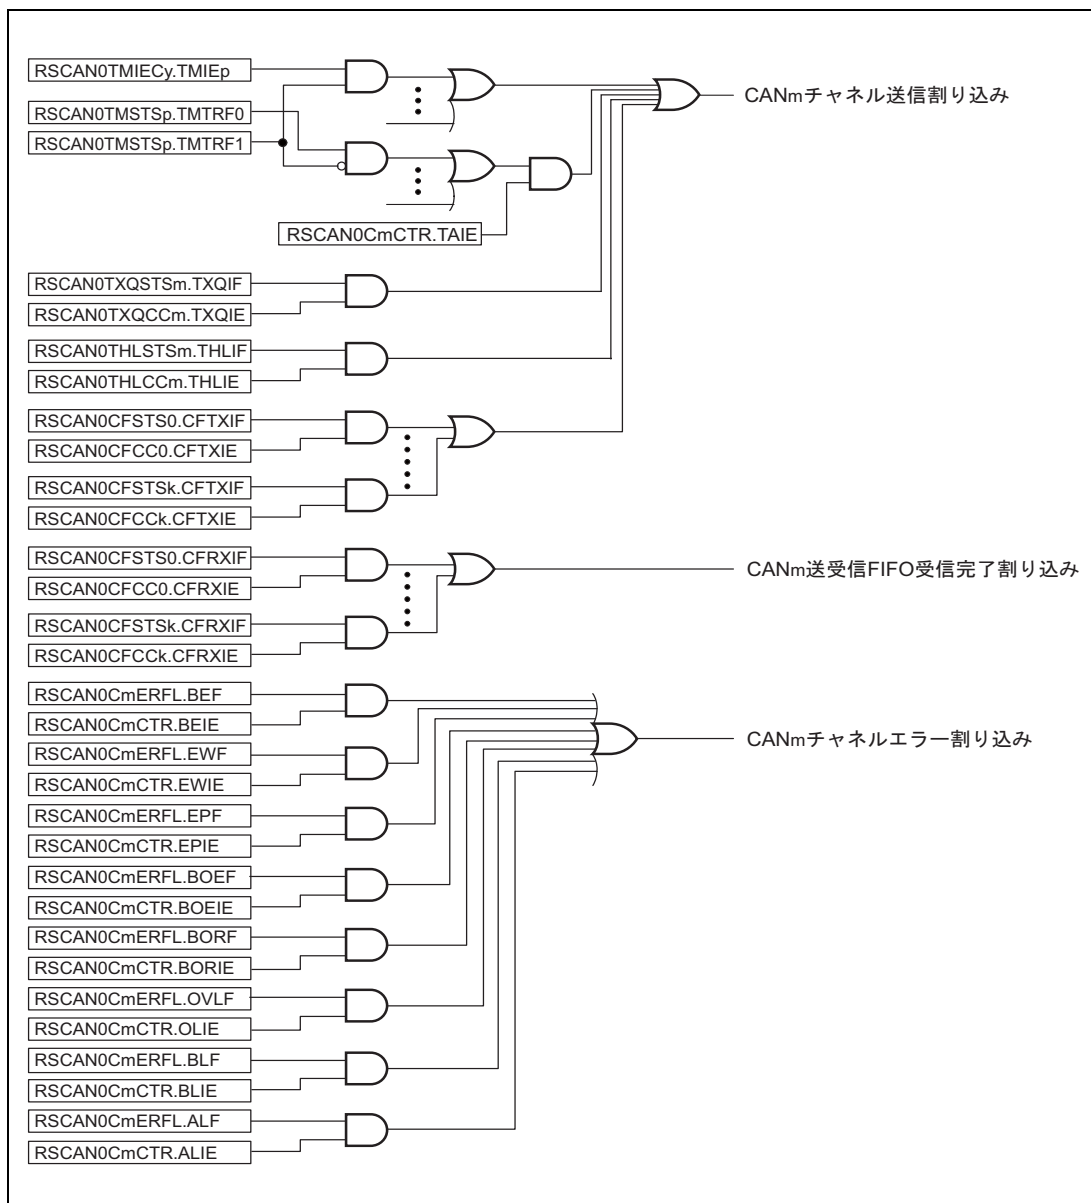 RSCAN0TMIECy.TMIEp
RSCAN0TMSTSp.TMTRF0
RSCAN0TMSTSp.TMTRF1
RSCAN0CmCTR.TAIE
CANmチャネル送信割り込み
RSCAN0TXQSTSm.TXQIF
RSCAN0TXQCCm.TXQIE
RSCAN0THLSTSm.THLIF
RSCAN0THLCCm.THLIE
RSCAN0CFSTS0.CFTXIF
RSCAN0CFCC0.CFTXIE
RSCAN0CFSTSk.CFTXIF
RSCAN0CFCCk.CFTXIE
RSCAN0CFSTS0.CFRXIF
RSCAN0CFCC0.CFRXIE
RSCAN0CFSTSk.CFRXIF
RSCAN0CFCCk.CFRXIE
CANm送受信FIFO受信完了割り込み
RSCAN0CmERFL.BEF
RSCAN0CmCTR.BEIE
RSCAN0CmERFL.EWF
RSCAN0CmCTR.EWIE
RSCAN0CmERFL.EPF
RSCAN0CmCTR.EPIE
RSCAN0CmERFL.BOEF
RSCAN0CmCTR.BOEIE
RSCAN0CmERFL.BORF
RSCAN0CmCTR.BORIE
RSCAN0CmERFL.OVLF
RSCAN0CmCTR.OLIE
RSCAN0CmERFL.BLF
RSCAN0CmCTR.BLIE
RSCAN0CmERFL.ALF
RSCAN0CmCTR.ALIE
CANmチャネルエラー割り込み